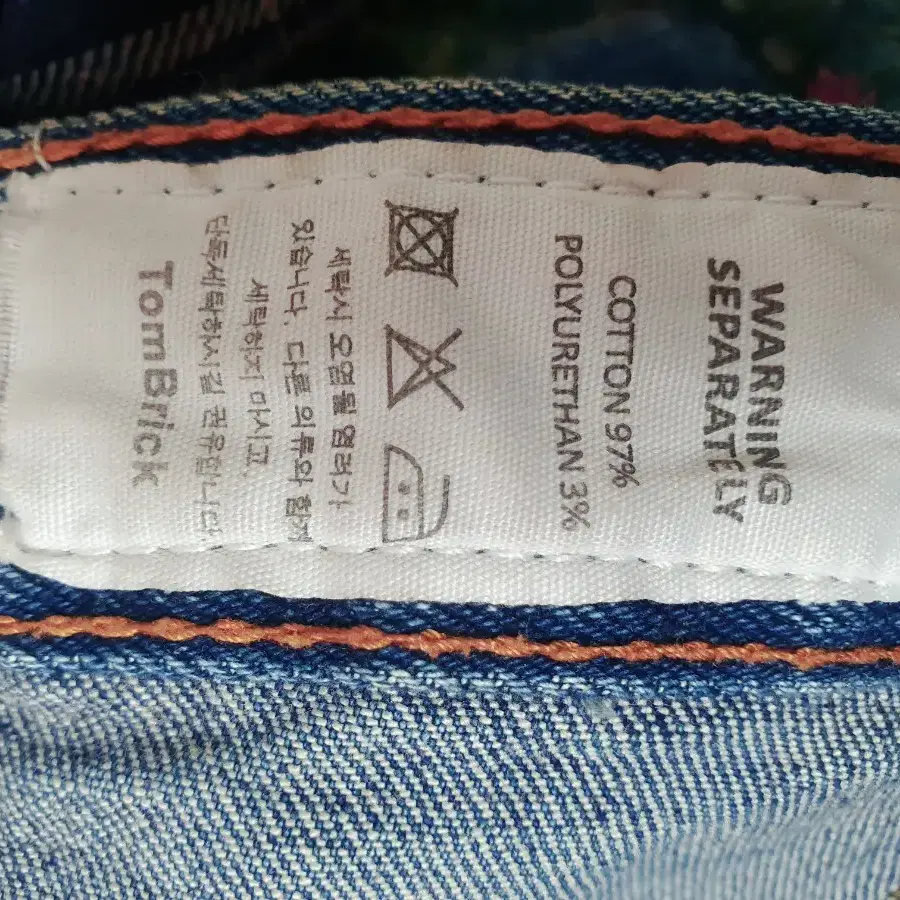 WARNING
SEPARATELY
COTTON 97%
POLYURETHAN 3%
세탁시 오염될 염려가
있습니다. 다른 의류와 함께
세탁하지 마시고,
단독세탁하시길 권유합니다.
TomBrick